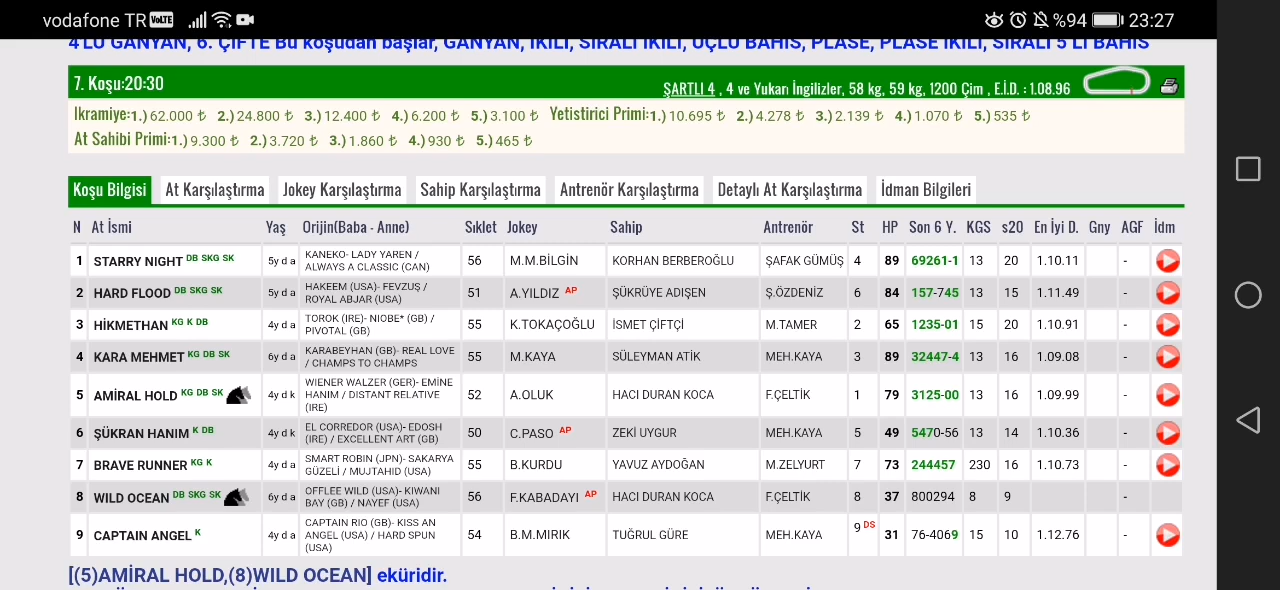 vodafone TR VoLTE %94 23:27
4'LÜ GANYAN, 6. ÇİFTE Bu koşudan başlar, GANYAN, İKİLİ, SIRALI İKİLİ, ÜÇLÜ BAHİS, PLASE, PLASE İKİLİ, SIRALI 5 Lİ BAHİS
7. Koşu:20:30 ŞARTLI 4 , 4 ve Yukarı İngilizler, 58 kg, 59 kg, 1200 Çim , E.İ.D. : 1.08.96
Ikramiye:1.) 62.000 ₺ 2.) 24.800 ₺ 3.) 12.400 ₺ 4.) 6.200 ₺ 5.) 3.100 ₺ Yetistirici Primi:1.) 10.695 ₺ 2.) 4.278 ₺ 3.) 2.139 ₺ 4.) 1.070 ₺ 5.) 535 ₺
At Sahibi Primi:1.) 9.300 ₺ 2.) 3.720 ₺ 3.) 1.860 ₺ 4.) 930 ₺ 5.) 465 ₺
Koşu Bilgisi At Karşılaştırma Jokey Karşılaştırma Sahip Karşılaştırma Antrenör Karşılaştırma Detaylı At Karşılaştırma İdman Bilgileri
N At İsmi Yaş Orijin(Baba - Anne) Sıklet Jokey Sahip Antrenör St HP Son 6 Y. KGS s20 En İyi D. Gny AGF İdm
1 STARRY NIGHT DB SKG SK 5y d a KANEKO- LADY YAREN / ALWAYS A CLASSIC (CAN) 56 M.M.BİLGİN KORHAN BERBEROĞLU ŞAFAK GÜMÜŞ 4 89 69261-1 13 20 1.10.11 -
2 HARD FLOOD DB SKG SK 5y d a HAKEEM (USA)- FEVZUŞ / ROYAL ABJAR (USA) 51 A.YILDIZ AP ŞÜKRÜYE ADIŞEN Ş.ÖZDENİZ 6 84 157-745 13 15 1.11.49 -
3 HİKMETHAN KG K DB 4y d a TOROK (IRE)- NIOBE* (GB) / PIVOTAL (GB) 55 K.TOKAÇOĞLU İSMET ÇİFTÇİ M.TAMER 2 65 1235-01 15 20 1.10.91 -
4 KARA MEHMET KG DB SK 6y d a KARABEYHAN (GB)- REAL LOVE / CHAMPS TO CHAMPS 55 M.KAYA SÜLEYMAN ATİK MEH.KAYA 3 89 32447-4 13 16 1.09.08 -
5 AMİRAL HOLD KG DB SK 4y d k WIENER WALZER (GER)- EMİNE HANIM / DISTANT RELATIVE (IRE) 52 A.OLUK HACI DURAN KOCA F.ÇELTİK 1 79 3125-00 13 16 1.09.99 -
6 ŞÜKRAN HANIM K DB 4y d k EL CORREDOR (USA)- EDOSH (IRE) / EXCELLENT ART (GB) 50 C.PASO AP ZEKİ UYGUR MEH.KAYA 5 49 5470-56 13 14 1.10.36 -
7 BRAVE RUNNER KG K 4y d a SMART ROBIN (JPN)- SAKARYA GÜZELİ / MUJTAHID (USA) 55 B.KURDU YAVUZ AYDOĞAN M.ZELYURT 7 73 244457 230 16 1.10.73 -
8 WILD OCEAN DB SKG SK 6y d a OFFLEE WILD (USA)- KIWANI BAY (GB) / NAYEF (USA) 56 F.KABADAYI AP HACI DURAN KOCA F.ÇELTİK 8 37 800294 8 9 -
9 CAPTAIN ANGEL K 4y d a CAPTAIN RIO (GB)- KISS AN ANGEL (USA) / HARD SPUN (USA) 54 B.M.MIRIK TUĞRUL GÜRE MEH.KAYA 9 DS 31 76-4069 15 10 1.12.76 -
[(5)AMİRAL HOLD,(8)WILD OCEAN] eküridir.